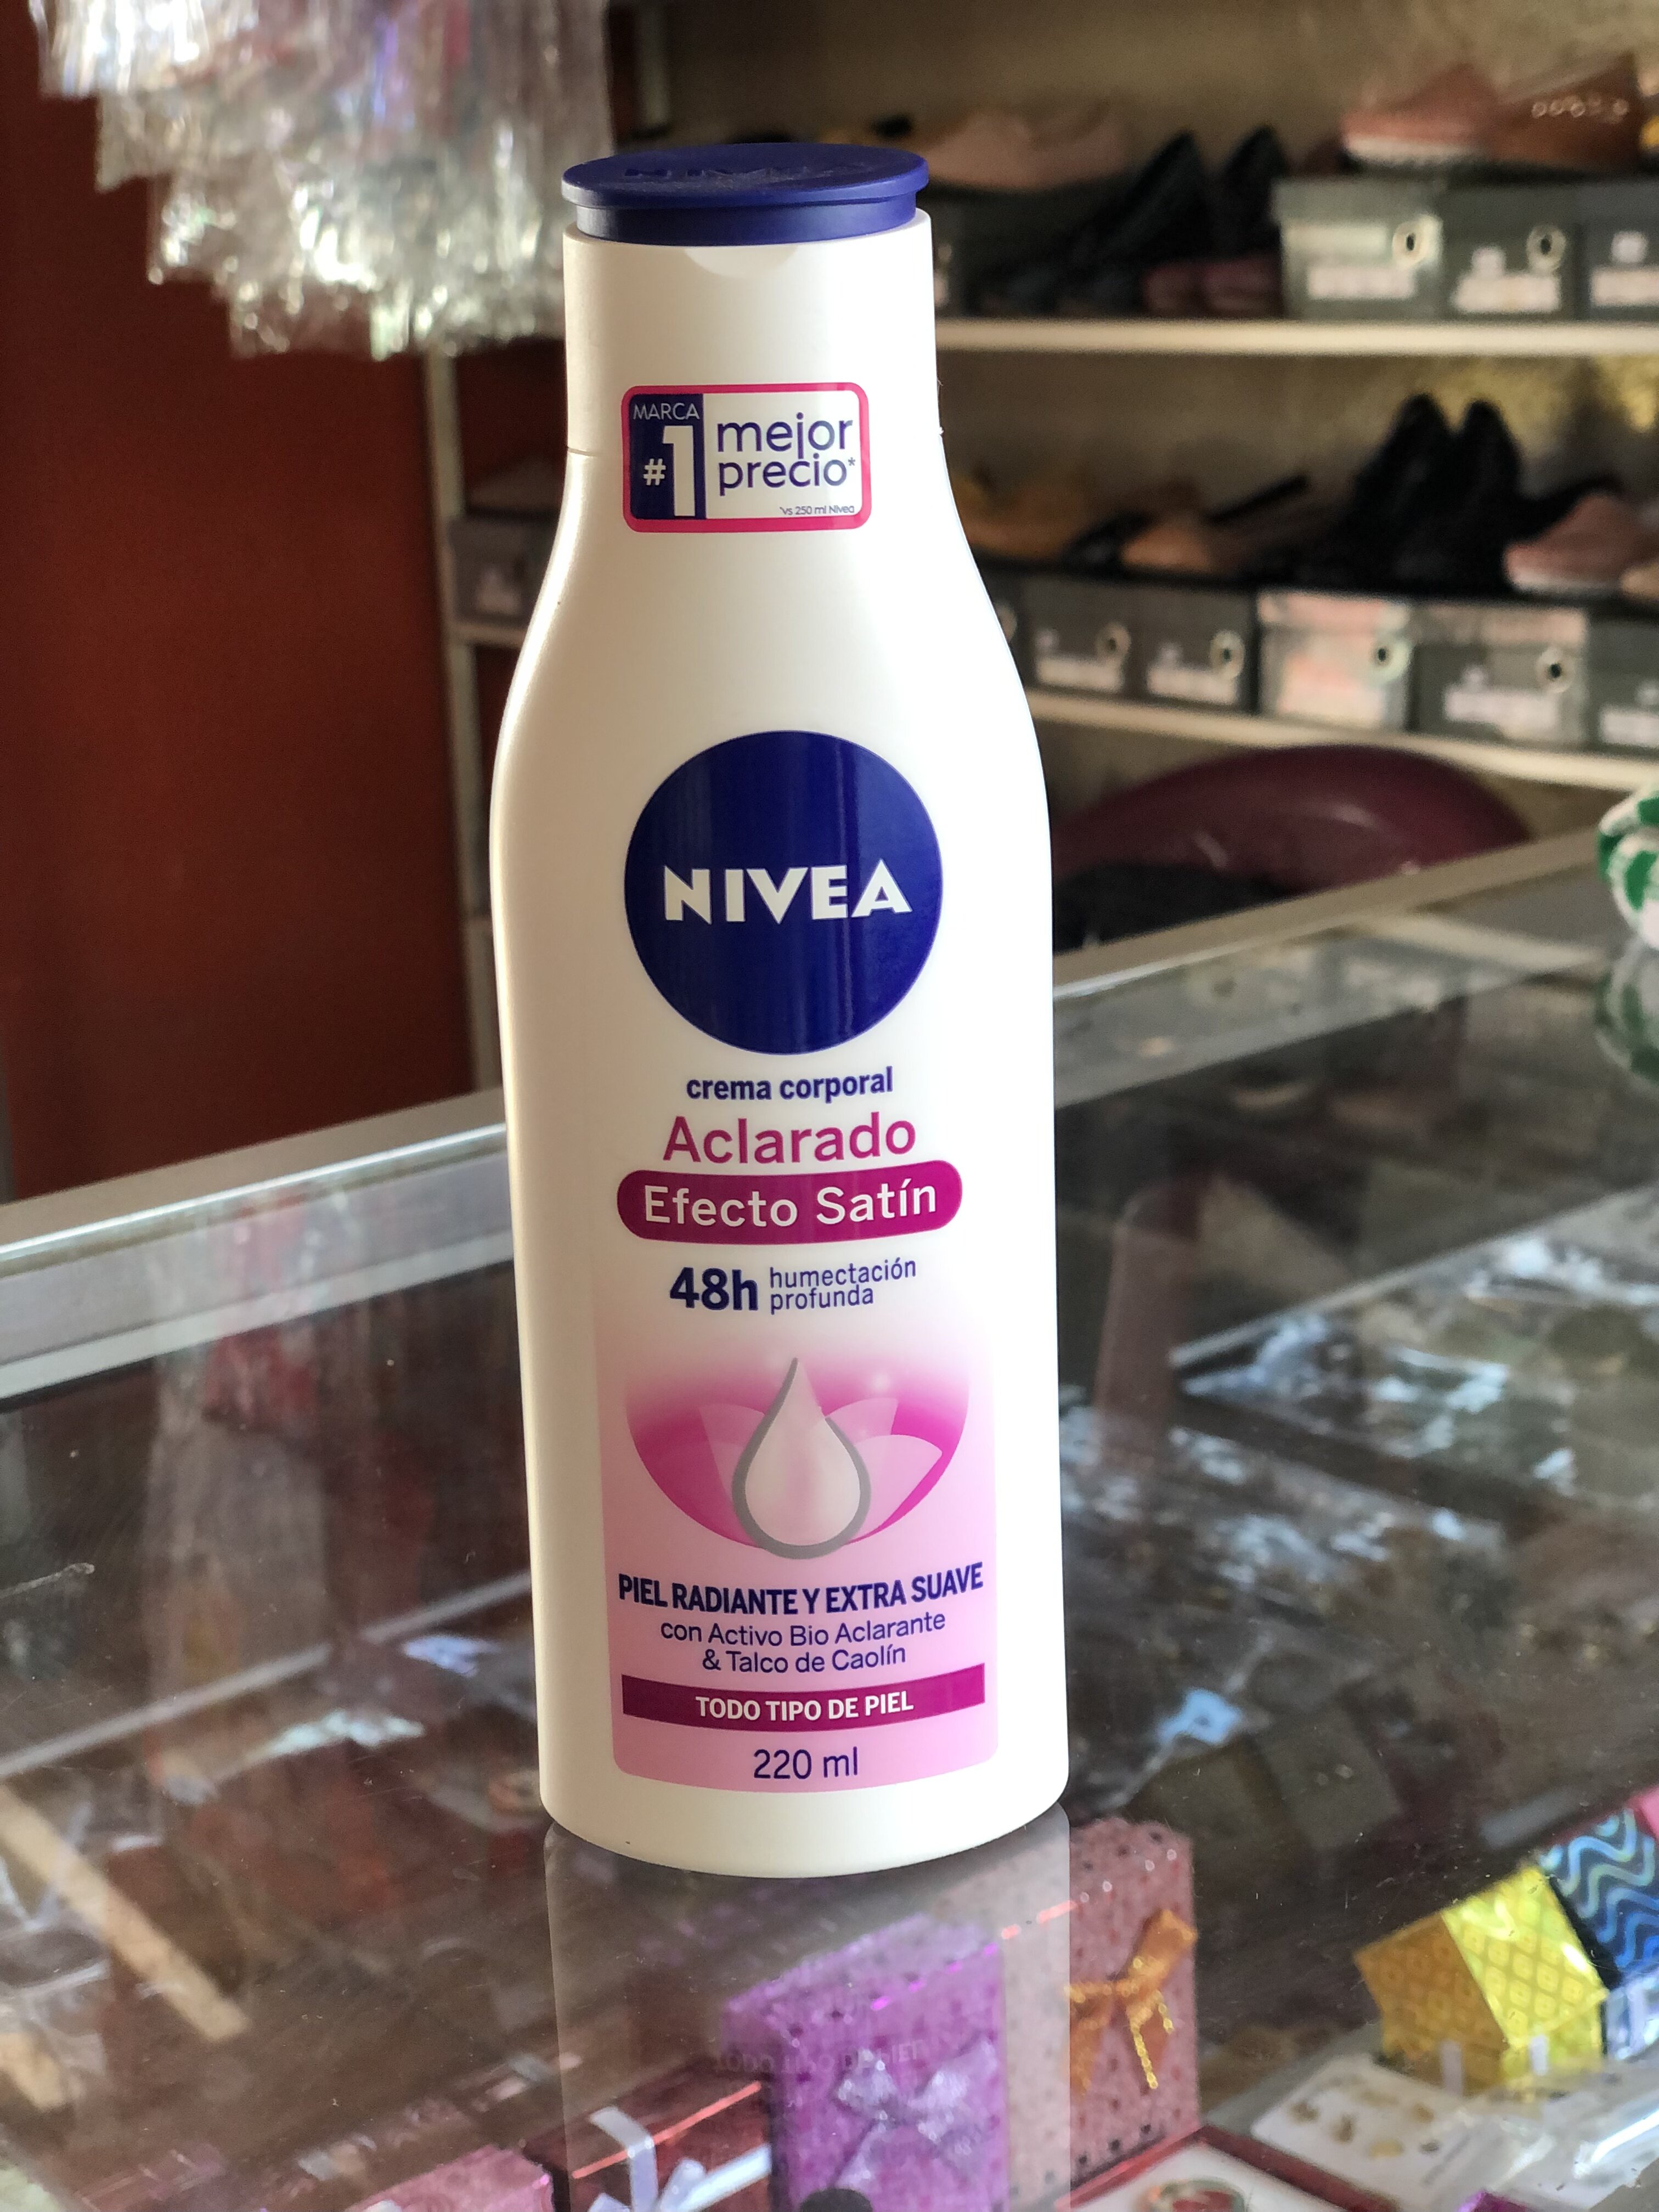 NIVEA
MARCA
#1
mejor
precio*
*vs 250 ml Nivea
NIVEA
crema corporal
Aclarado
Efecto Satín
48h
humectación
profunda
PIEL RADIANTE Y EXTRA SUAVE
con Activo Bio Aclarante
& Talco de Caolín
TODO TIPO DE PIEL
220 ml